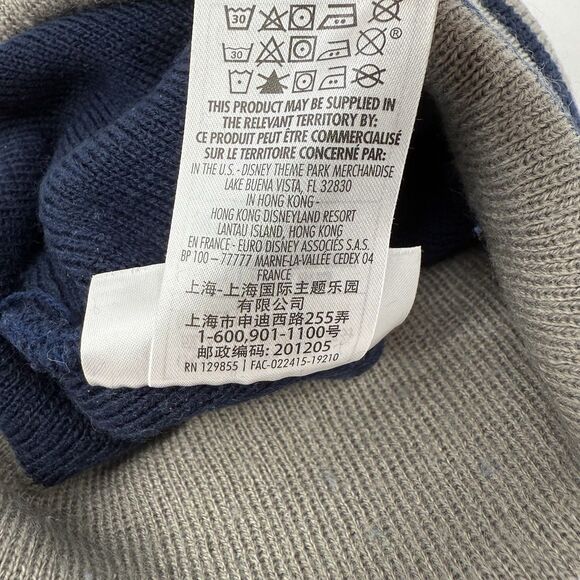 30
30
®
THIS PRODUCT MAY BE SUPPLIED IN
THE RELEVANT TERRITORY BY:
CE PRODUIT PEUT ÊTRE COMMERCIALISÉ
SUR LE TERRITOIRE CONCERNÉ PAR:
IN THE U.S. - DISNEY THEME PARK MERCHANDISE
LAKE BUENA VISTA, FL 32830
IN HONG KONG -
HONG KONG DISNEYLAND RESORT
LANTAU ISLAND, HONG KONG
EN FRANCE - EURO DISNEY ASSOCIÉS S.A.S.
BP 100 – 77777 MARNE-LA-VALLÉE CEDEX 04
FRANCE
上海-上海国际主题乐园
有限公司
上海市申迪西路255弄
1-600,901-1100号
邮政编码: 201205
RN 129855 | FAC-022415-19210